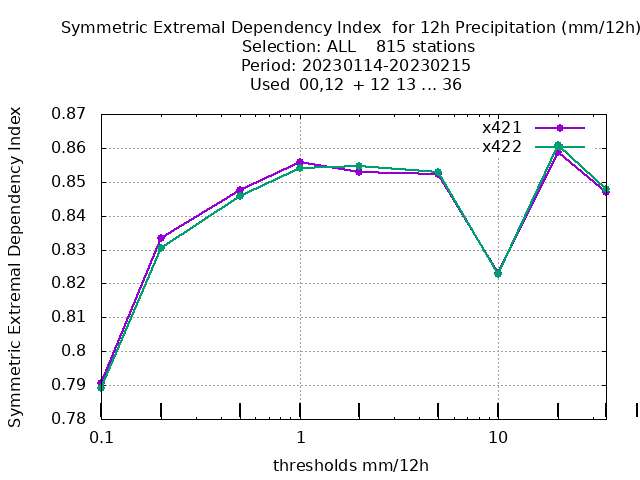 Symmetric Extremal Dependency Index  for 12h Precipitation (mm/12h)
Selection: ALL    815 stations
Period: 20230114-20230215
Used  00,12  + 12 13 ... 36
Symmetric Extremal Dependency Index
0.87
0.86
0.85
0.84
0.83
0.82
0.81
0.8
0.79
0.78
x421
x422
0.1
1
10
thresholds mm/12h